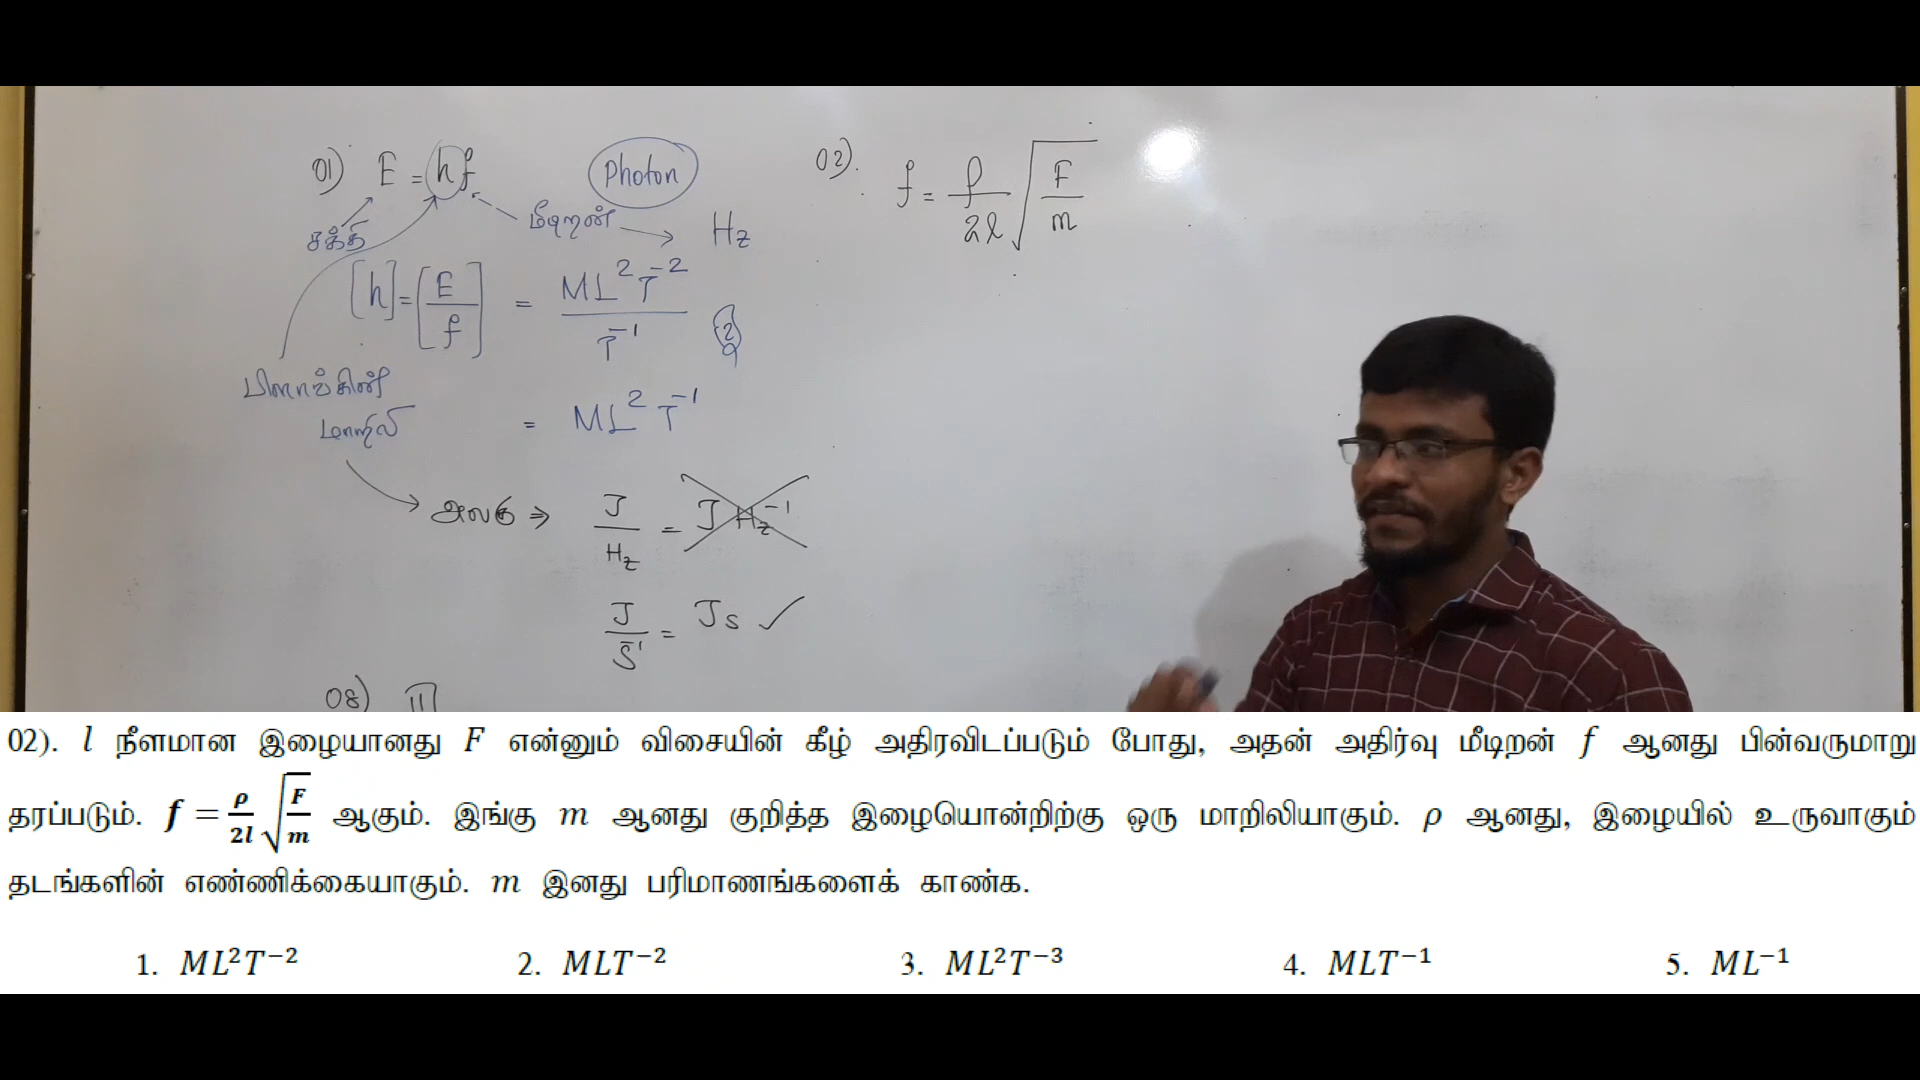 01) E = hf
Photon
சக்தி
மீடிறன்
Hz
[h] = [E/f] = ML²T⁻² / T⁻¹
2
பிளாங்கின்
மாறிலி
= ML²T⁻¹
அலகு ⇒ J/Hz = J Hz⁻¹
J/S⁻¹ = Js ✓
08) II
02). f = ρ/2l √(F/m)
02). l நீளமான இழையானது F என்னும் விசையின் கீழ் அதிரவிடப்படும் போது, அதன் அதிர்வு மீடிறன் f ஆனது பின்வருமாறு
தரப்படும். f = ρ/2l √(F/m) ஆகும். இங்கு m ஆனது குறித்த இழையொன்றிற்கு ஒரு மாறிலியாகும். ρ ஆனது, இழையில் உருவாகும்
தடங்களின் எண்ணிக்கையாகும். m இனது பரிமாணங்களைக் காண்க.
1. ML²T⁻² 2. MLT⁻² 3. ML²T⁻³ 4. MLT⁻¹ 5. ML⁻¹